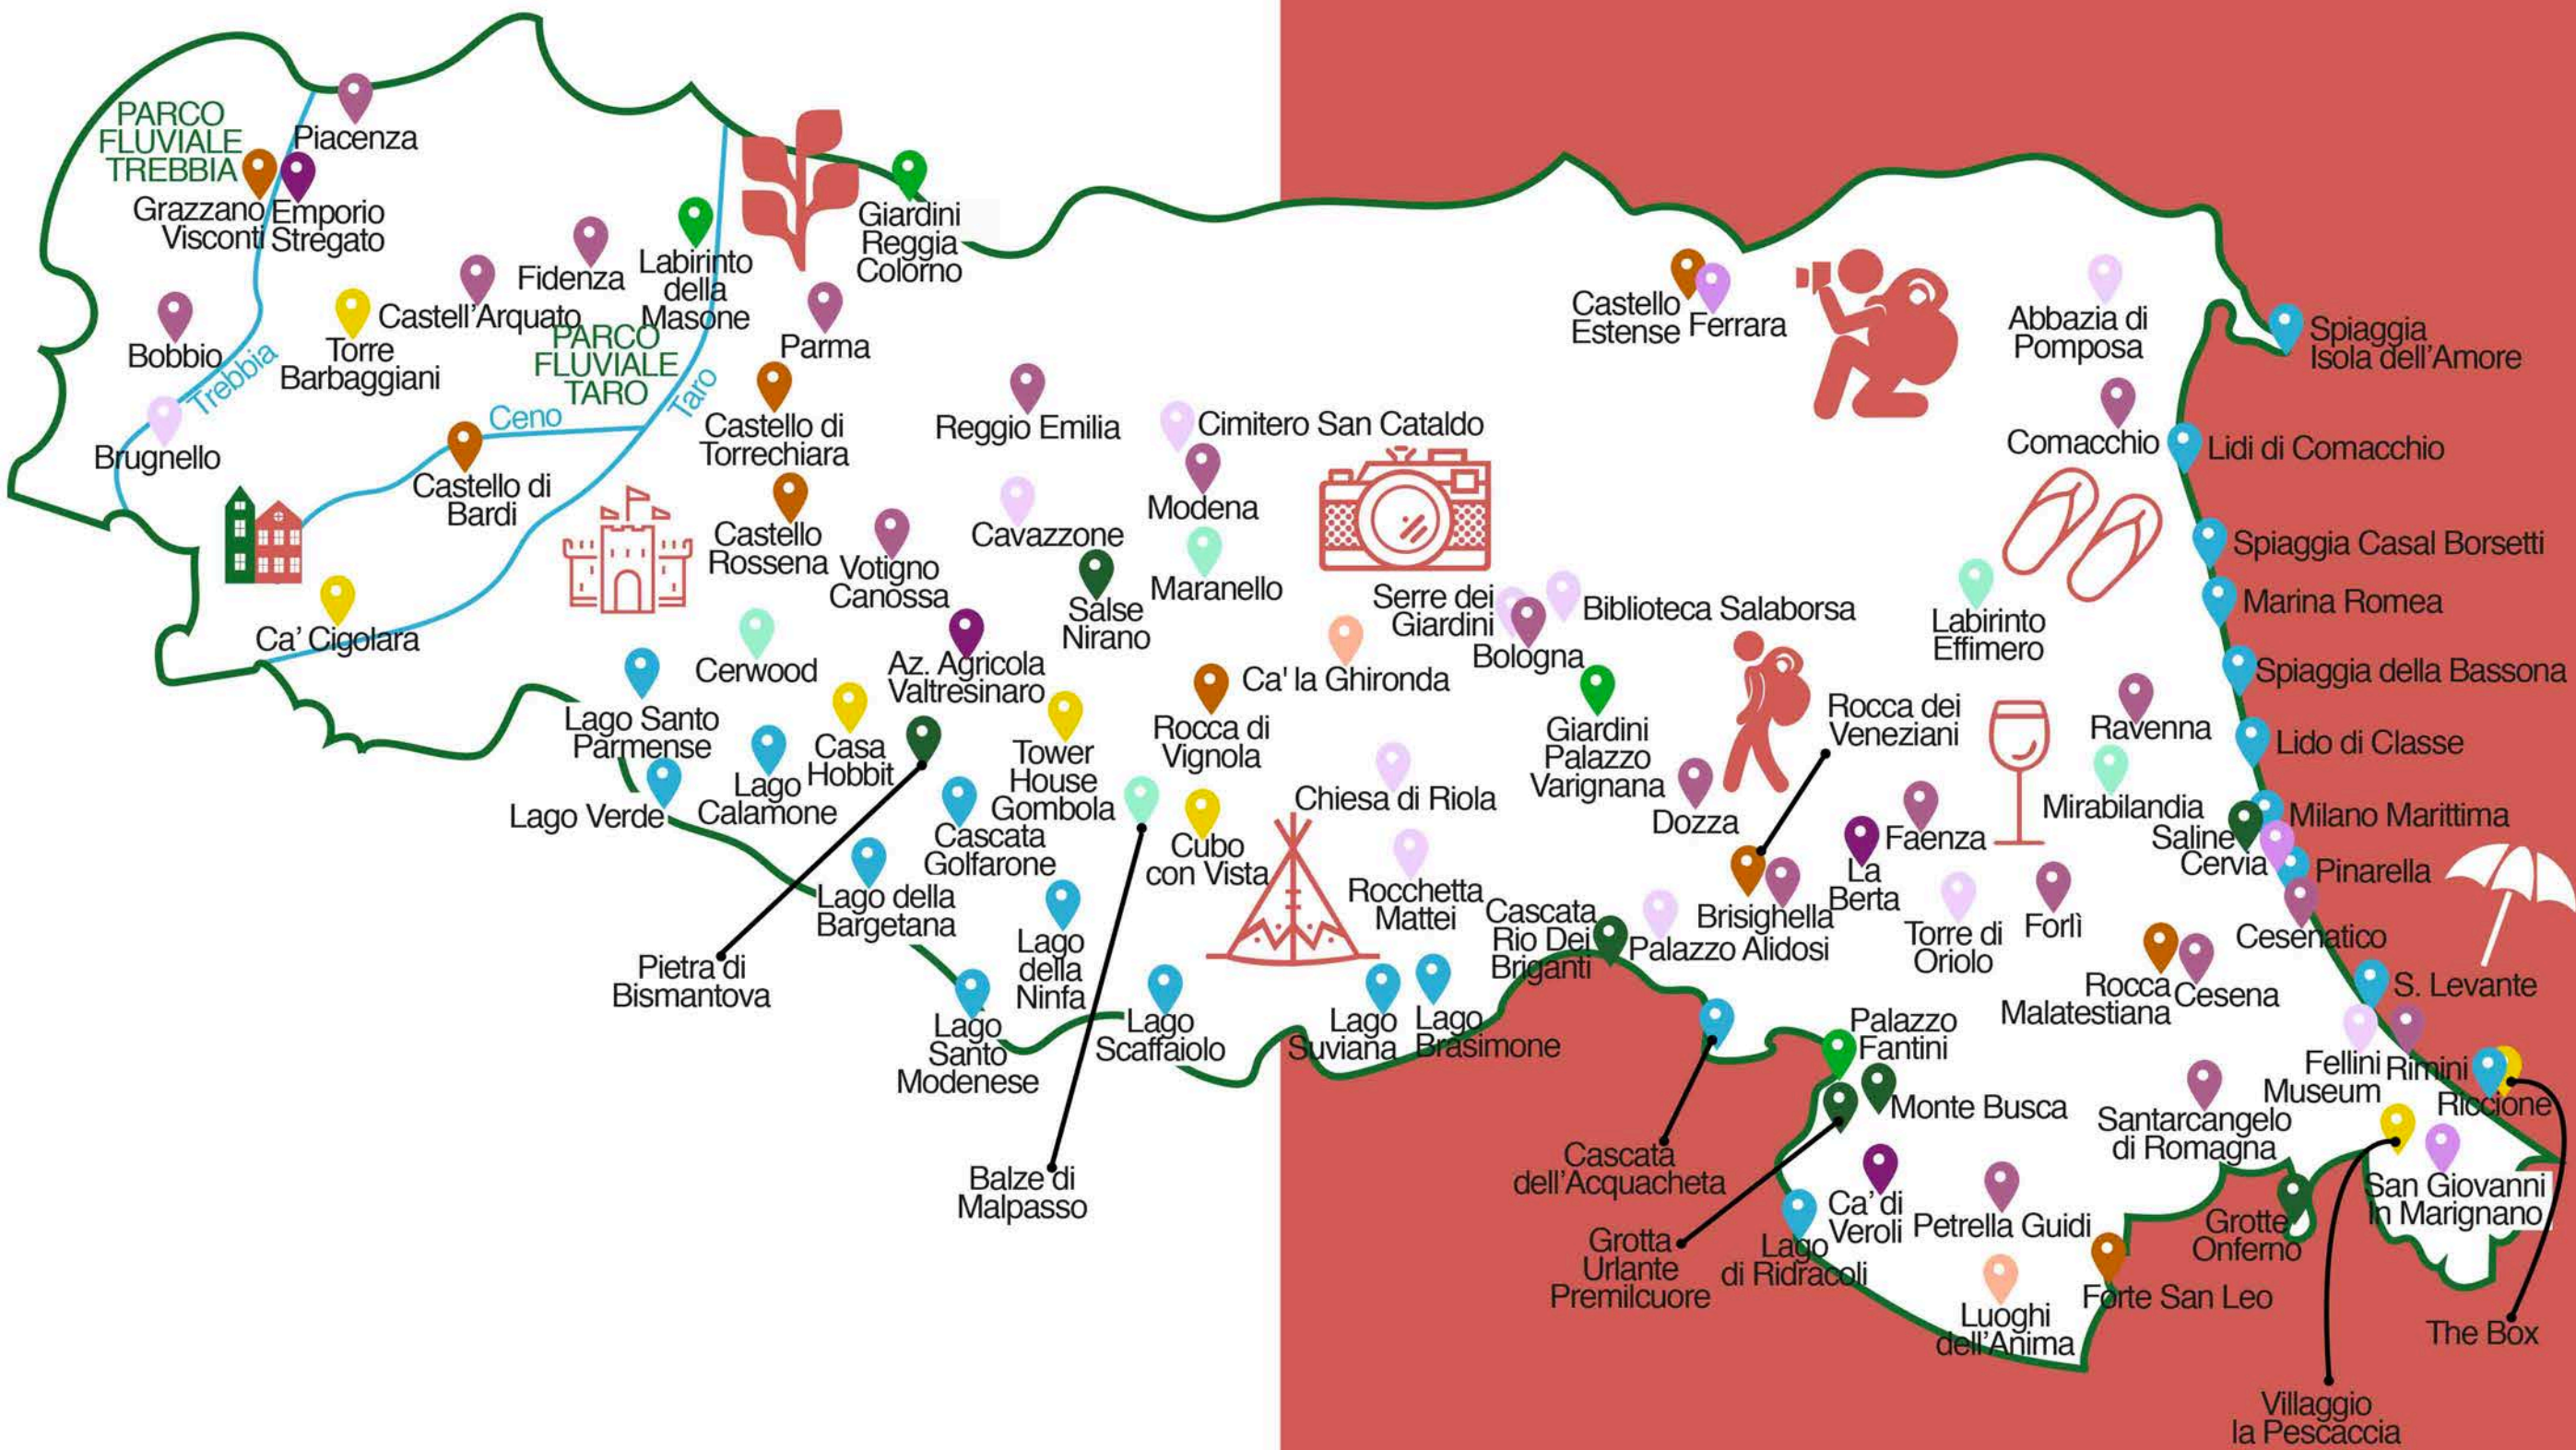 PARCO
FLUVIALE
TREBBIA
Piacenza
Grazzano
Visconti
Emporio
Stregato
Bobbio
Trebbia
Brugnello
Torre
Barbaggiani
Castell'Arquato
Fidenza
Labirinto
della
Masone
PARCO
FLUVIALE
TARO
Taro
Ceno
Castello di
Bardi
Ca' Cigolara
Giardini
Reggia
Colorno
Parma
Castello di
Torrechiara
Castello
Rossena
Votigno
Canossa
Reggio Emilia
Cavazzone
Cimitero San Cataldo
Modena
Maranello
Salse
Nirano
Cerwood
Az. Agricola
Valtresinaro
Lago Santo
Parmense
Lago Verde
Lago
Calamone
Casa
Hobbit
Tower
House
Gombola
Cascata
Golfarone
Lago della
Bargetana
Pietra di
Bismantova
Lago
della
Ninfa
Lago
Santo
Modenese
Balze di
Malpasso
Lago
Scaffaiolo
Rocca di
Vignola
Cubo
con Vista
Ca' la Ghironda
Serre dei
Giardini
Bologna
Biblioteca Salaborsa
Chiesa di Riola
Rocchetta
Mattei
Lago
Suviana
Lago
Brasimone
Giardini
Palazzo
Varignana
Dozza
Cascata
Rio Dei
Briganti
Palazzo Alidosi
Castello
Estense
Ferrara
Abbazia di
Pomposa
Comacchio
Spiaggia
Isola dell'Amore
Lidi di Comacchio
Spiaggia Casal Borsetti
Marina Romea
Spiaggia della Bassona
Lido di Classe
Milano Marittima
Pinarella
Labirinto
Effimero
Ravenna
Mirabilandia
Saline
Cervia
Cesenatico
Rocca dei
Veneziani
Brisighella
La
Berta
Faenza
Torre di
Oriolo
Forlì
Rocca
Malatestiana
Cesena
S. Levante
Fellini
Museum
Rimini
Riccione
Santarcangelo
di Romagna
San Giovanni
in Marignano
Grotte
Onferno
Palazzo
Fantini
Monte Busca
Cascata
dell'Acquacheta
Grotta
Urlante
Premilcuore
Ca' di
Veroli
Lago
di Ridracoli
Petrella Guidi
Luoghi
dell'Anima
Forte San Leo
The Box
Villaggio
la Pescaccia